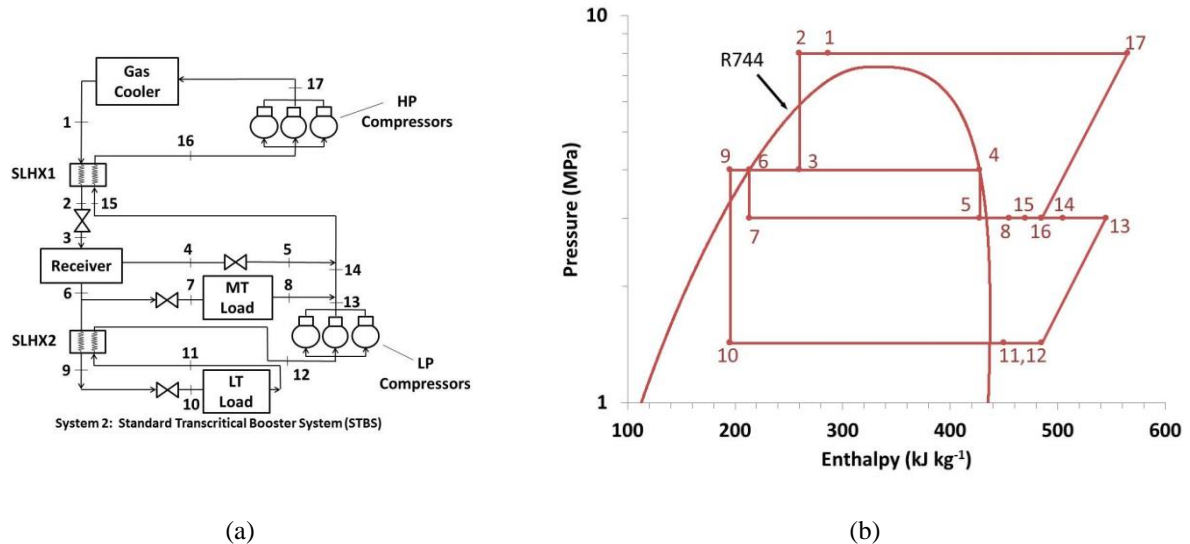 Gas
Cooler
17
HP
Compressors
1
16
SLHX1
2
15
3
4
5
Receiver
14
6
7
MT
Load
8
13
SLHX2
11
12
LP
Compressors
9
LT
Load
10
System 2: Standard Transcritical Booster System (STBS)
(a)
10
2
1
17
R744
9
6
3
4
7
5
8
15
16
14
13
10
11,12
1
Pressure (MPa)
100
200
300
400
500
600
Enthalpy (kJ kg-1)
(b)